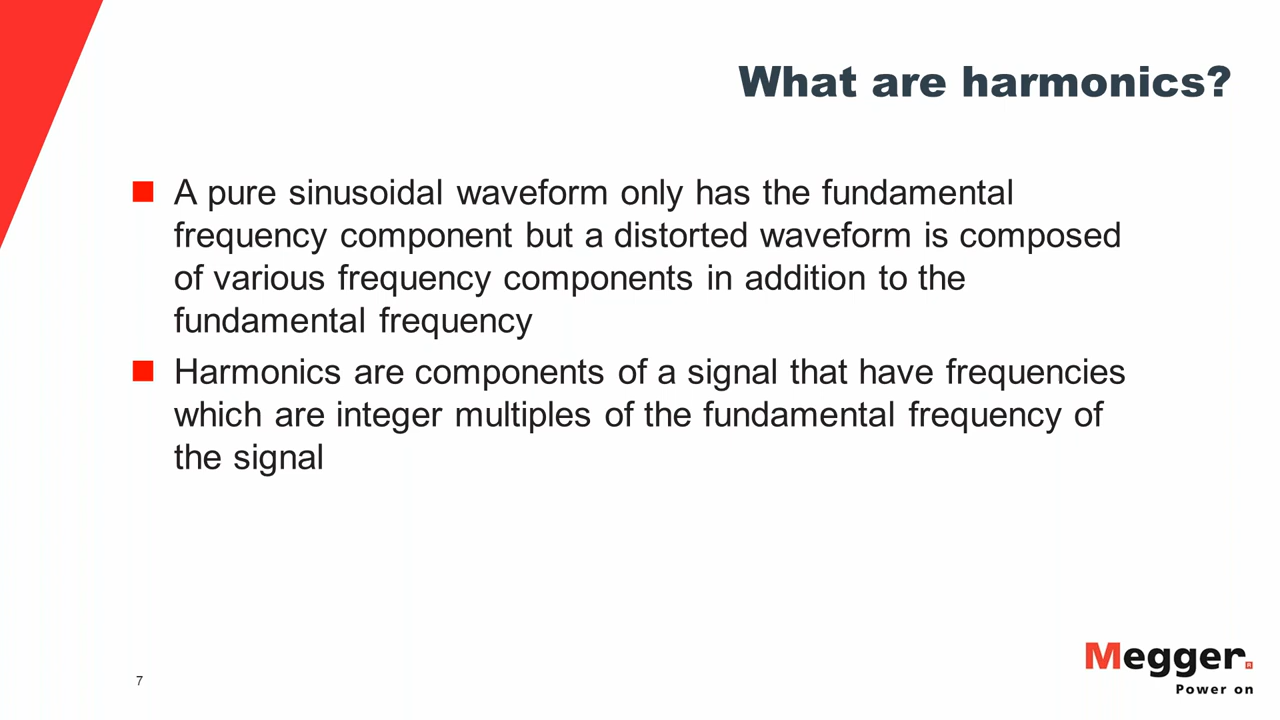 What are harmonics?
A pure sinusoidal waveform only has the fundamental
frequency component but a distorted waveform is composed
of various frequency components in addition to the
fundamental frequency
Harmonics are components of a signal that have frequencies
which are integer multiples of the fundamental frequency of
the signal
Megger.
Power on
7